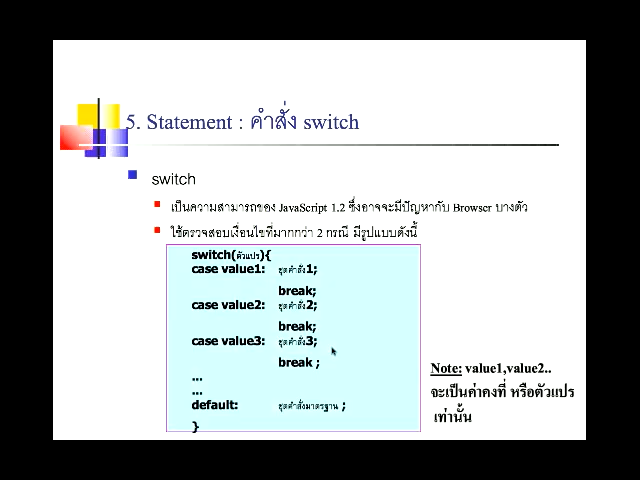 5. Statement : คำสั่ง switch
switch
เป็นความสามารถของ JavaScript 1.2 ซึ่งอาจจะมีปัญหากับ Browser บางตัว
ใช้ตรวจสอบเงื่อนไขที่มากกว่า 2 กรณี มีรูปแบบดังนี้
switch(ตัวแปร){
case value1: ชุดคำสั่ง1;
break;
case value2: ชุดคำสั่ง2;
break;
case value3: ชุดคำสั่ง3;
break ;
...
...
default: ชุดคำสั่งมาตรฐาน ;
}
Note: value1,value2..
จะเป็นค่าคงที่ หรือตัวแปร
เท่านั้น